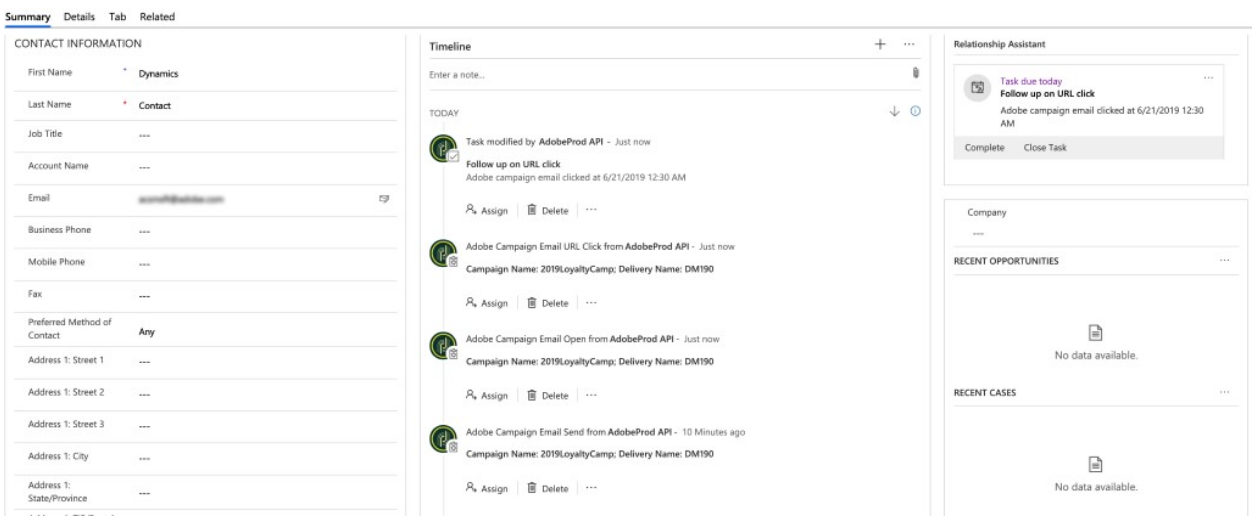 Summary Details Tab Related
CONTACT INFORMATION
First Name * Dynamics
Last Name * Contact
Job Title ---
Account Name ---
Email
Business Phone ---
Mobile Phone ---
Fax ---
Preferred Method of
Contact Any
Address 1: Street 1 ---
Address 1: Street 2 ---
Address 1: Street 3 ---
Address 1: City ---
Address 1:
State/Province ---
Timeline
Enter a note...
TODAY
Task modified by AdobeProd API - Just now
Follow up on URL click
Adobe campaign email clicked at 6/21/2019 12:30 AM
Assign Delete ...
Adobe Campaign Email URL Click from AdobeProd API - Just now
Campaign Name: 2019LoyaltyCamp; Delivery Name: DM190
Assign Delete ...
Adobe Campaign Email Open from AdobeProd API - Just now
Campaign Name: 2019LoyaltyCamp; Delivery Name: DM190
Assign Delete ...
Adobe Campaign Email Send from AdobeProd API - 10 Minutes ago
Campaign Name: 2019LoyaltyCamp; Delivery Name: DM190
Assign Delete ...
Relationship Assistant
Task due today
Follow up on URL click
Adobe campaign email clicked at 6/21/2019 12:30
AM
Complete Close Task
Company
---
RECENT OPPORTUNITIES ...
No data available.
RECENT CASES ...
No data available.